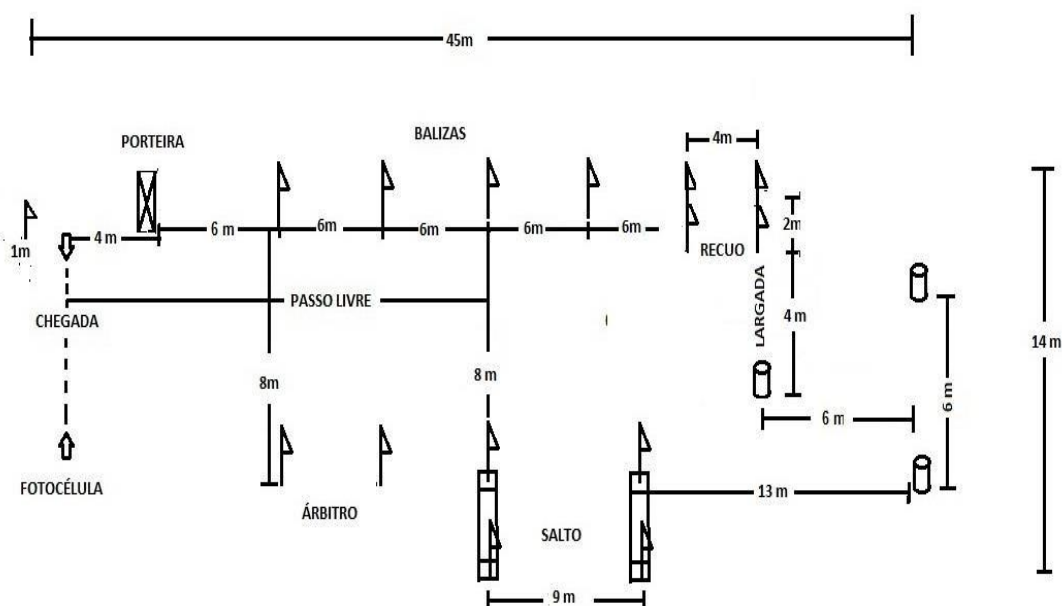 45m
PORTEIRA
BALIZAS
4m
1m
4 m
6 m
6m
6m
6m
6m
2m
RECUO
CHEGADA
PASSO LIVRE
LARGADA
4 m
14 m
8m
8 m
6 m
6 m
FOTOCÉLULA
ÁRBITRO
13 m
SALTO
9 m